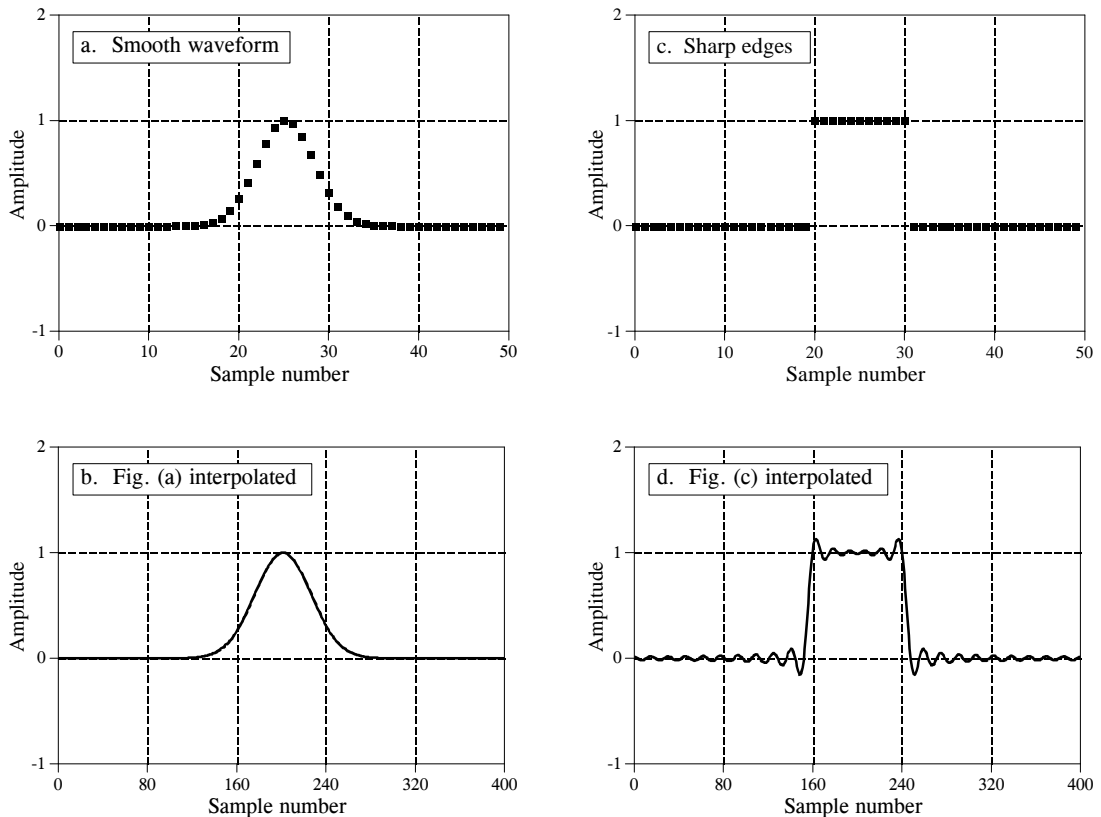 2
a. Smooth waveform
1
0
-1
Amplitude
0 10 20 30 40 50
Sample number
2
c. Sharp edges
1
0
-1
Amplitude
0 10 20 30 40 50
Sample number
2
b. Fig. (a) interpolated
1
0
-1
Amplitude
0 80 160 240 320 400
Sample number
2
d. Fig. (c) interpolated
1
0
-1
Amplitude
0 80 160 240 320 400
Sample number